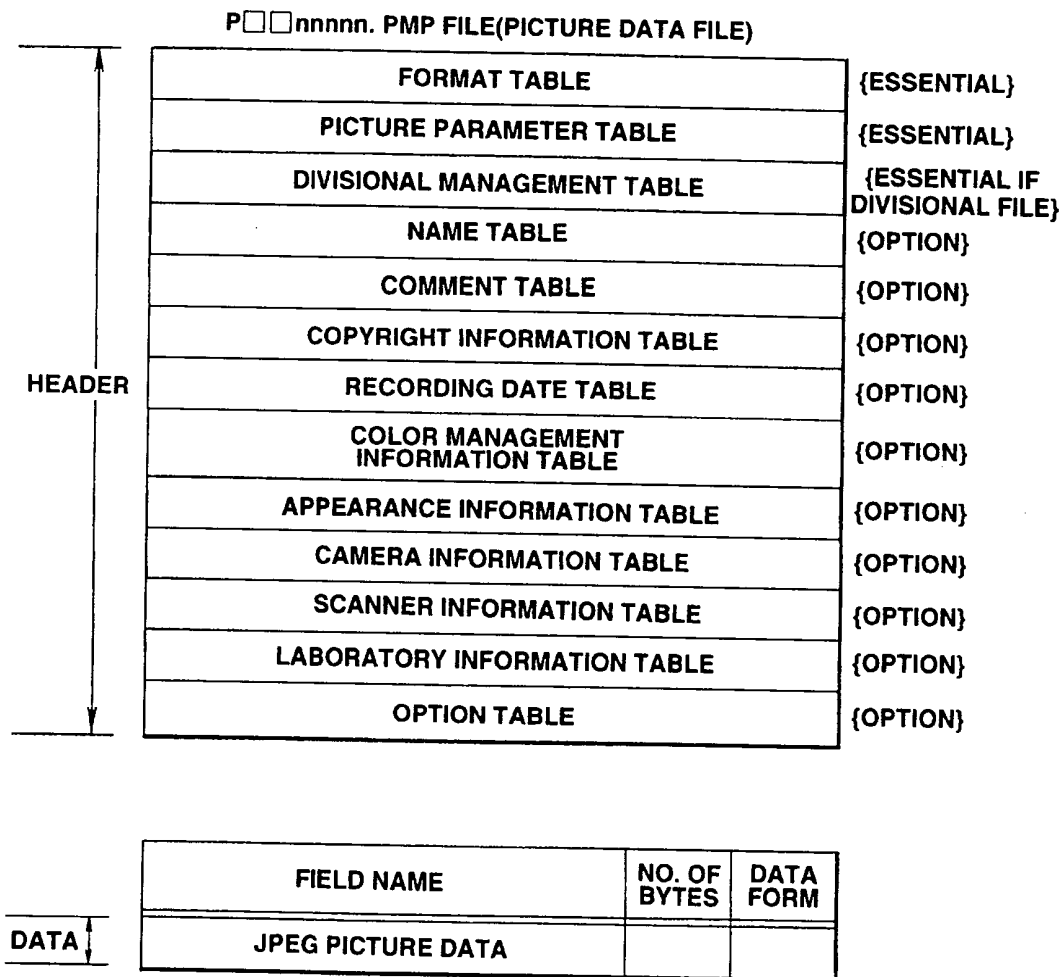 P□□nnnnn. PMP FILE(PICTURE DATA FILE)
FORMAT TABLE {ESSENTIAL}
PICTURE PARAMETER TABLE {ESSENTIAL}
DIVISIONAL MANAGEMENT TABLE {ESSENTIAL IF
DIVISIONAL FILE}
NAME TABLE {OPTION}
COMMENT TABLE {OPTION}
COPYRIGHT INFORMATION TABLE {OPTION}
HEADER
RECORDING DATE TABLE {OPTION}
COLOR MANAGEMENT
INFORMATION TABLE {OPTION}
APPEARANCE INFORMATION TABLE {OPTION}
CAMERA INFORMATION TABLE {OPTION}
SCANNER INFORMATION TABLE {OPTION}
LABORATORY INFORMATION TABLE {OPTION}
OPTION TABLE {OPTION}
FIELD NAME
NO. OF
BYTES
DATA
FORM
DATA
JPEG PICTURE DATA